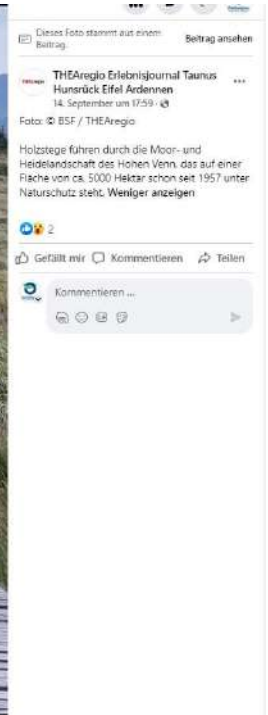 Dieses Foto stammt aus einem
Beitrag.
Beitrag ansehen
THEAregio Erlebnisjournal Taunus
Hunsrück Eifel Ardennen
14. September um 17:59 ·
Foto: © BSF / THEAregio
Holzstege führen durch die Moor- und
Heidelandschaft des Hohen Venn, das auf einer
Fläche von ca. 5000 Hektar schon seit 1957 unter
Naturschutz steht. Weniger anzeigen
2
Gefällt mir Kommentieren Teilen
Kommentieren ...